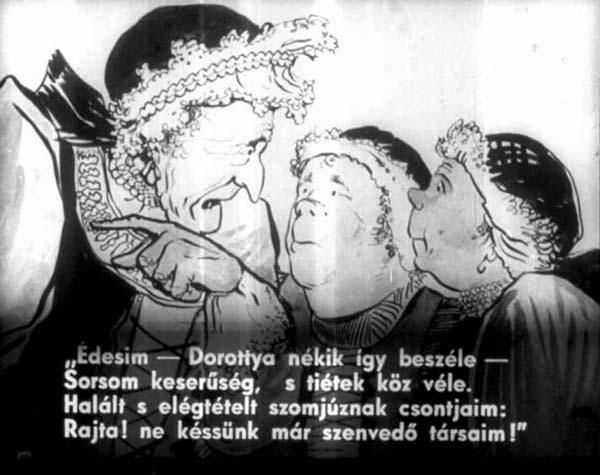 „Édesim — Dorottya nékik így beszéle —
Sorsom keserűség, s tiétek köz véle.
Halált s elégtételt szomjúznak csontjaim:
Rajta! ne késsünk már szenvedő társaim!"